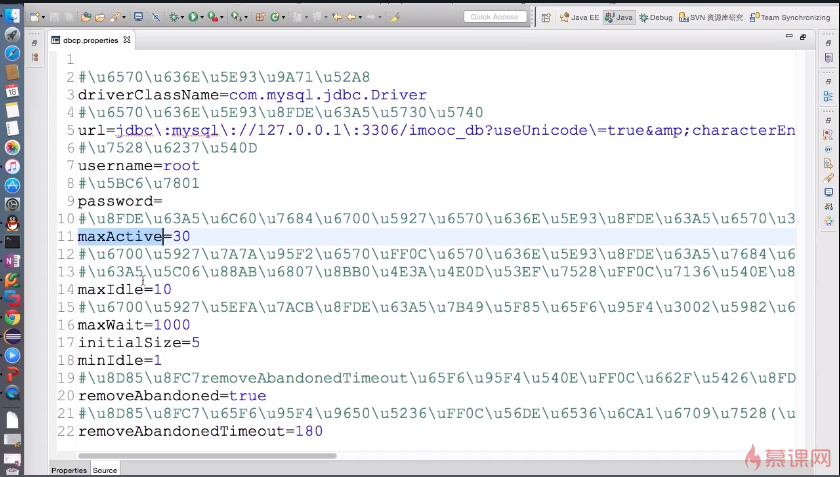 Quick Access
Java EE
Java
Debug
SVN 资源库研究
Team Synchronizing
dbcp.properties
1
2 #\u6570\u636E\u5E93\u9A71\u52A8
3 driverClassName=com.mysql.jdbc.Driver
4 #\u6570\u636E\u5E93\u8FDE\u63A5\u5730\u5740
5 url=jdbc\:mysql\://127.0.0.1\:3306/imooc_db?useUnicode\=true&amp;characterEn
6 #\u7528\u6237\u540D
7 username=root
8 #\u5BC6\u7801
9 password=
10 #\u8FDE\u63A5\u6C60\u7684\u6700\u5927\u6570\u636E\u5E93\u8FDE\u63A5\u6570\u3
11 maxActive=30
12 #\u6700\u5927\u7A7A\u95F2\u6570\uFF0C\u6570\u636E\u5E93\u8FDE\u63A5\u7684\u6
13 #\u63A5\u5C06\u88AB\u6807\u8BB0\u4E3A\u4E0D\u53EF\u7528\uFF0C\u7136\u540E\u8
14 maxIdle=10
15 #\u6700\u5927\u5EFA\u7ACB\u8FDE\u63A5\u7B49\u5F85\u65F6\u95F4\u3002\u5982\u6
16 maxWait=1000
17 initialSize=5
18 minIdle=1
19 #\u8D85\u8FC7removeAbandonedTimeout\u65F6\u95F4\u540E\uFF0C\u662F\u5426\u8FD
20 removeAbandoned=true
21 #\u8D85\u8FC7\u65F6\u95F4\u9650\u5236\uFF0C\u56DE\u6536\u6CA1\u6709\u7528(\u
22 removeAbandonedTimeout=180
Properties
Source
慕课网